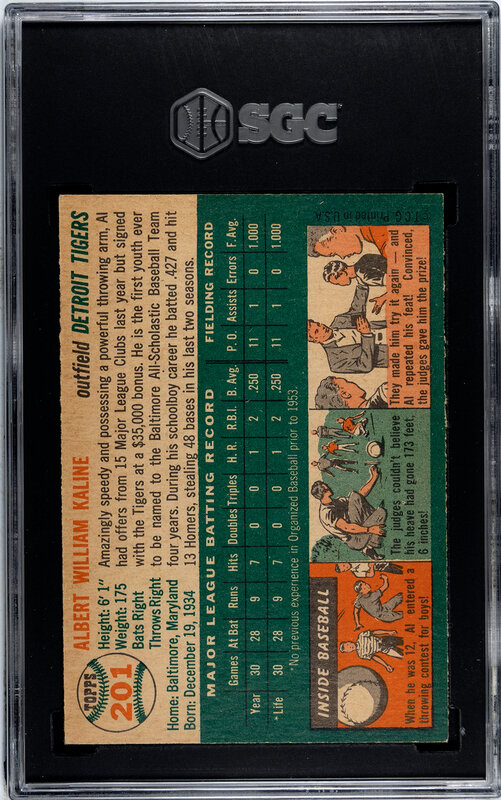 SGC
TOPPS
201
ALBERT WILLIAM KALINE
outfield DETROIT TIGERS
Height: 6' 1"
Weight: 175
Bats Right
Throws Right
Home: Baltimore, Maryland
Born: December 19, 1934
Amazingly speedy and possessing a powerful throwing arm, Al
had offers from 15 Major League Clubs last year but signed
with the Tigers at a $35,000 bonus. He is the first youth ever
to be named to the Baltimore All-Scholastic Baseball Team
four years. During his schoolboy career he batted .427 and hit
13 Homers, stealing 48 bases in his last two seasons.
MAJOR LEAGUE BATTING RECORD FIELDING RECORD
Games At Bat Runs Hits Doubles Triples H.R. R.B.I. B. Avg. P. O. Assists Errors F. Avg.
Year 30 28 9 7 0 0 1 2 .250 11 1 0 1.000
*Life 30 28 9 7 0 0 1 2 .250 11 1 0 1.000
*No previous experience in Organized Baseball prior to 1953.
©T.C.G. Printed in U.S.A.
INSIDE BASEBALL
When he was 12, Al entered a
throwing contest for boys!
The judges couldn't believe
his heave had gone 173 feet,
6 inches!
They made him try it again — and
Al repeated his feat! Convinced,
the judges gave him the prize!